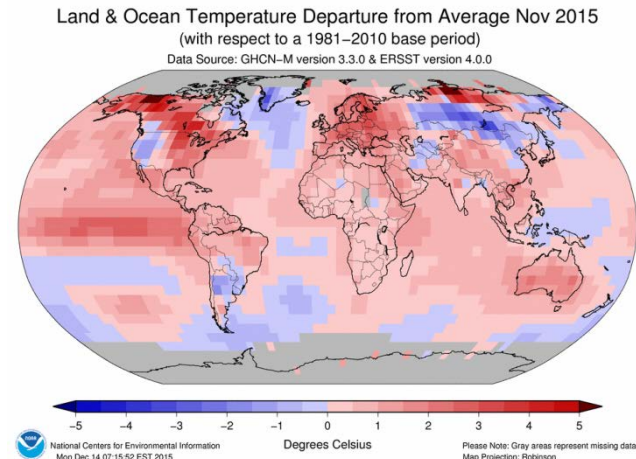 Land & Ocean Temperature Departure from Average Nov 2015
(with respect to a 1981–2010 base period)
Data Source: GHCN–M version 3.3.0 & ERSST version 4.0.0
−5 −4 −3 −2 −1 0 1 2 3 4 5
Degrees Celsius
National Centers for Environmental Information
Mon Dec 14 07:15:52 EST 2015
Please Note: Gray areas represent missing data
Map Projection: Robinson